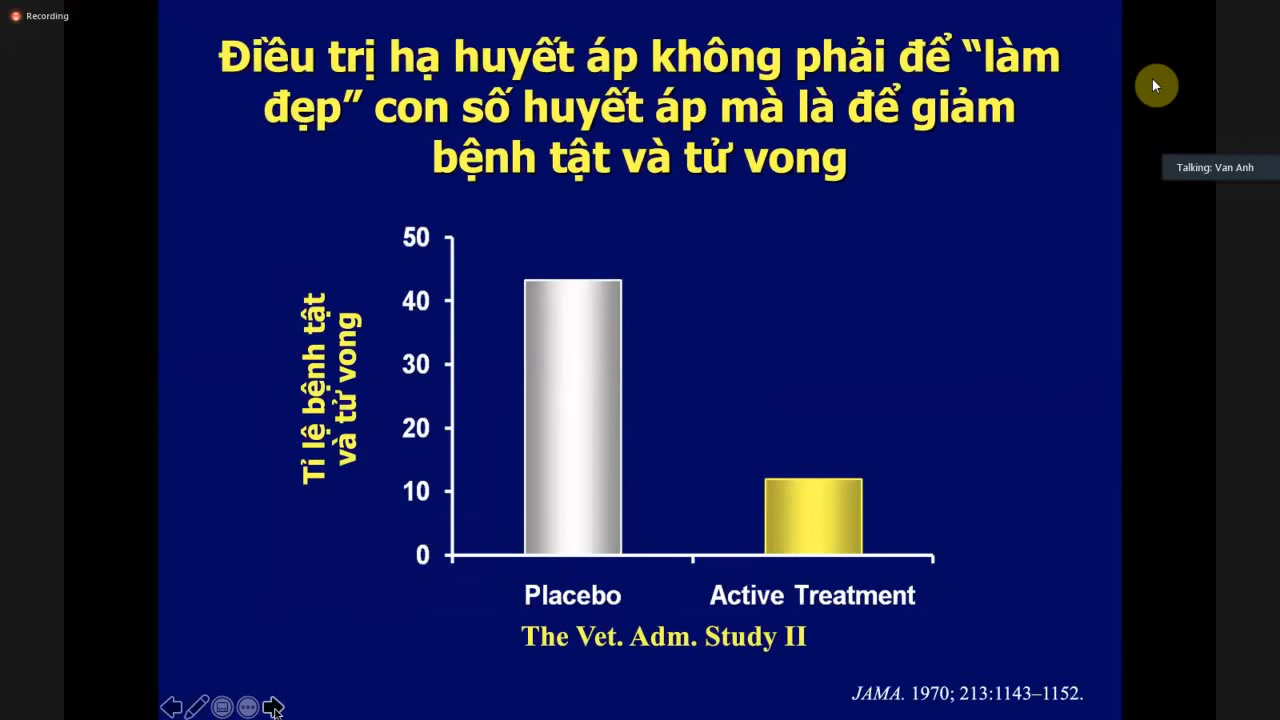 Recording
Điều trị hạ huyết áp không phải để “làm
đẹp” con số huyết áp mà là để giảm
bệnh tật và tử vong
Talking: Van Anh
Tỉ lệ bệnh tật
và tử vong
50
40
30
20
10
0
Placebo
Active Treatment
The Vet. Adm. Study II
JAMA. 1970; 213:1143–1152.